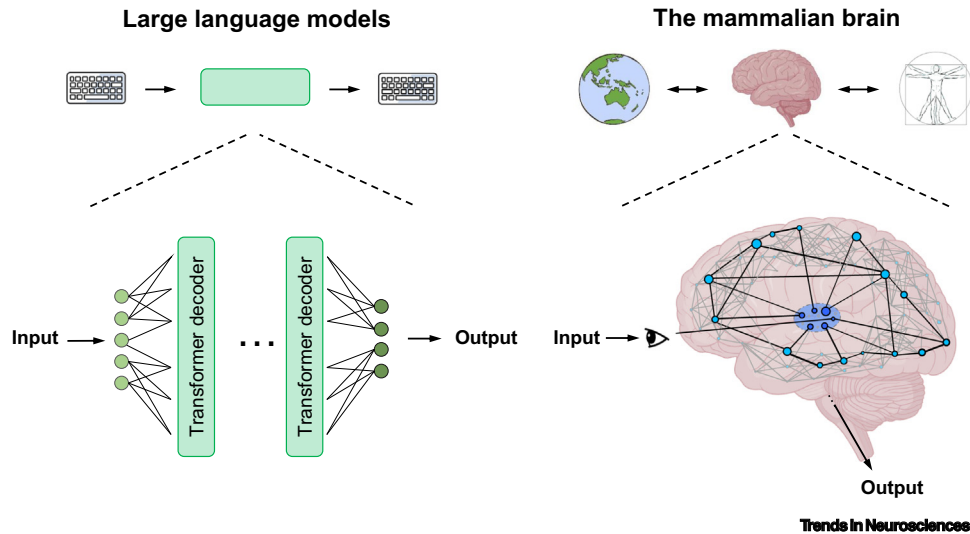 Large language models
The mammalian brain
Input
Transformer decoder
...
Transformer decoder
Output
Input
Output
Trends in Neurosciences